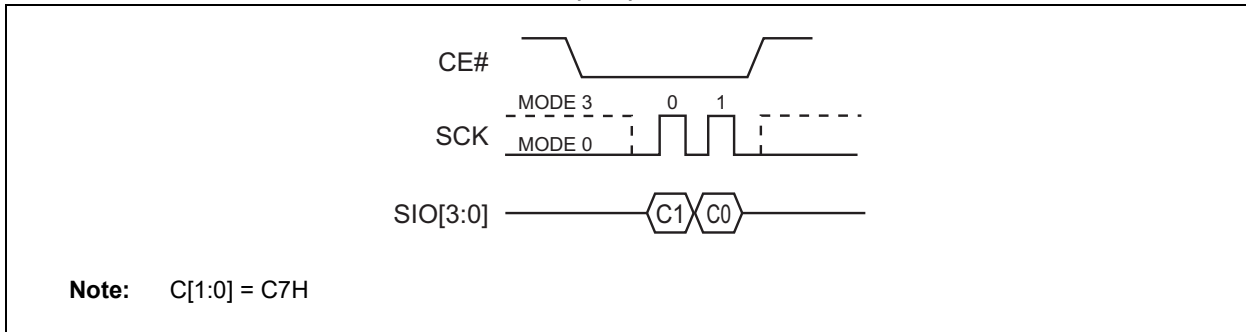 CE#
MODE 3 0 1
SCK
MODE 0
SIO[3:0] C1 C0
Note: C[1:0] = C7H